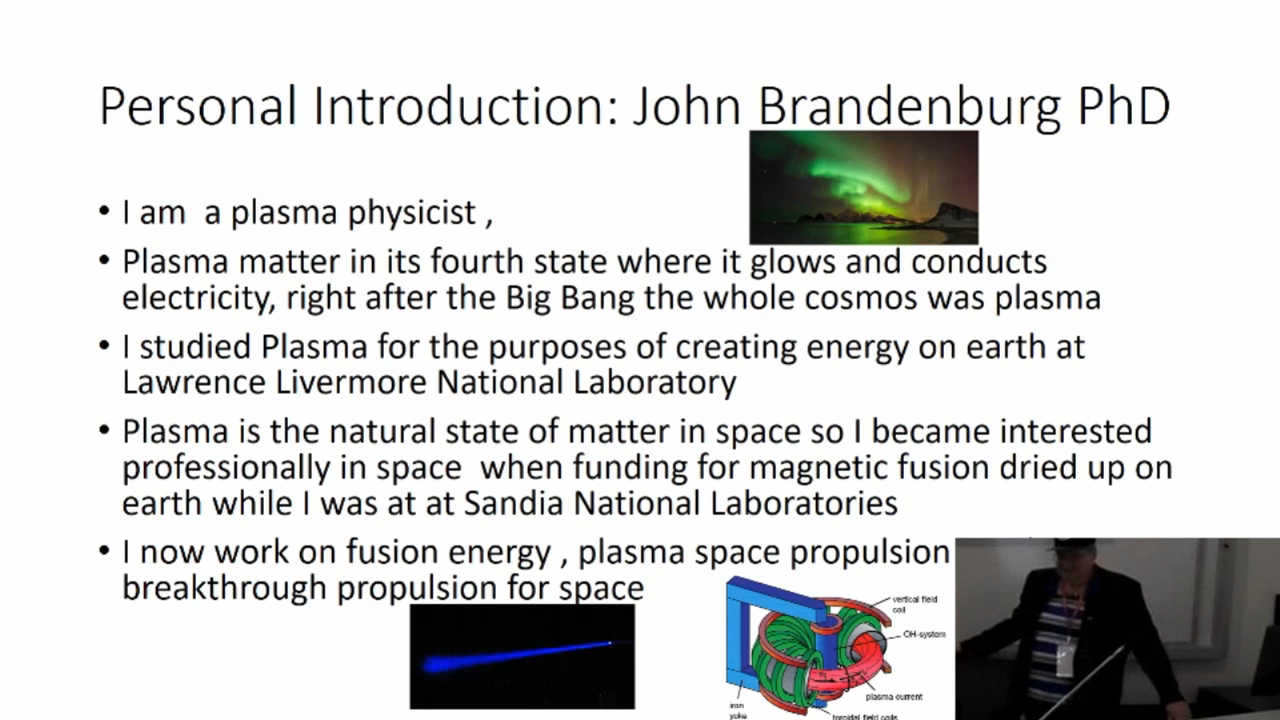 Personal Introduction: John Brandenburg PhD
• I am  a plasma physicist ,
• Plasma matter in its fourth state where it glows and conducts
electricity, right after the Big Bang the whole cosmos was plasma
• I studied Plasma for the purposes of creating energy on earth at
Lawrence Livermore National Laboratory
• Plasma is the natural state of matter in space so I became interested
professionally in space  when funding for magnetic fusion dried up on
earth while I was at at Sandia National Laboratories
• I now work on fusion energy , plasma space propulsion
breakthrough propulsion for space
vertical field
coil
OH-system
plasma current
iron
yoke
toroidal field coils